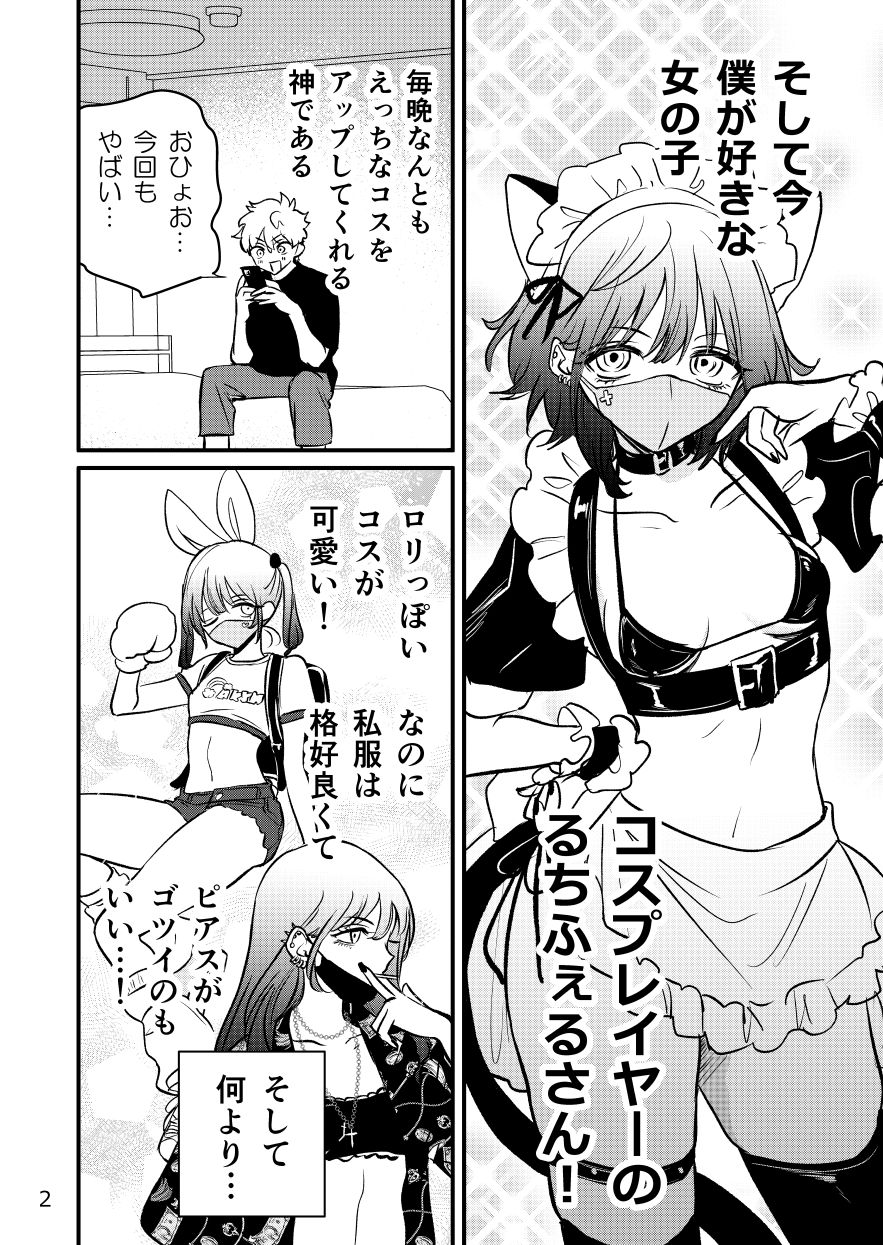 そして今
僕が好きな
女の子
コスプレイヤーの
るちふぇるさん！
毎晩なんとも
えっちなコスを
アップしてくれる
神である
おひょお…
今回も
やばい…
ロリっぽい
コスが
可愛い！
なのに
私服は
格好良くて
ピアスが
ゴツイのも
いい…！
そして
何より…
2